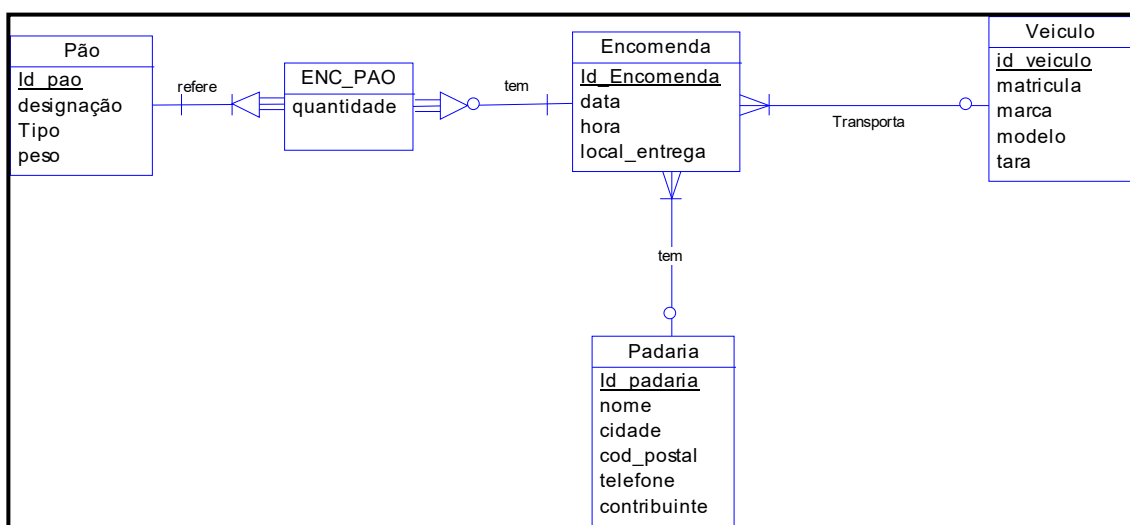 Pão
Id_pao
designação
Tipo
peso
refere
ENC_PAO
quantidade
tem
Encomenda
Id_Encomenda
data
hora
local_entrega
Transporta
Veiculo
id_veiculo
matricula
marca
modelo
tara
tem
Padaria
Id_padaria
nome
cidade
cod_postal
telefone
contribuinte